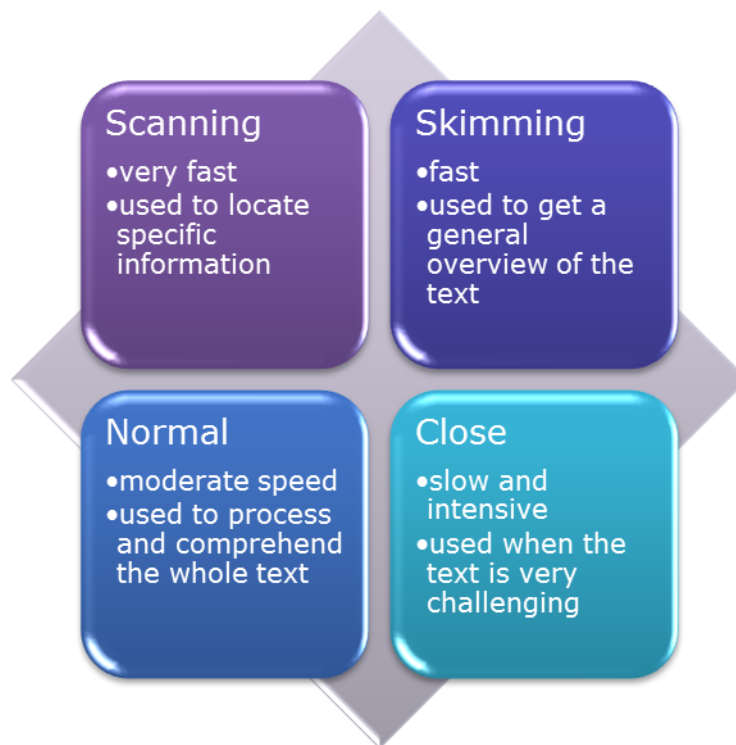 Scanning
•very fast
•used to locate
specific
information
Skimming
•fast
•used to get a
general
overview of the
text
Normal
•moderate speed
•used to process
and comprehend
the whole text
Close
•slow and
intensive
•used when the
text is very
challenging